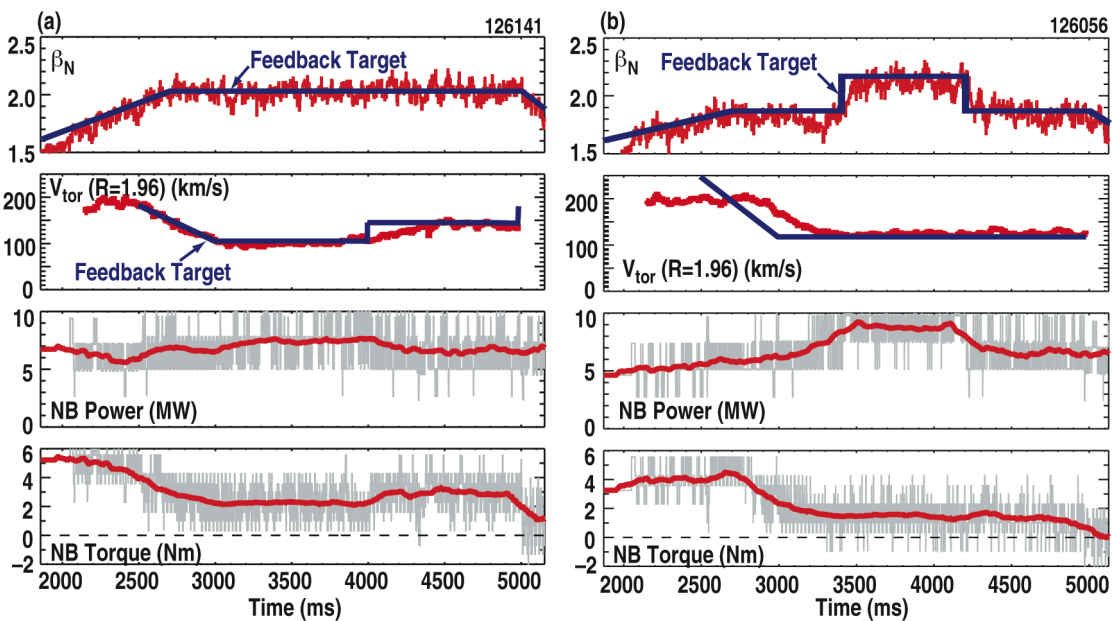 (a)
126141
2.5
β_N
Feedback Target
2.0
1.5
V_tor (R=1.96) (km/s)
200
100
Feedback Target
0
10
5
NB Power (MW)
0
6
4
2
0
NB Torque (Nm)
−2
2000 2500 3000 3500 4000 4500 5000
Time (ms)
(b)
126056
2.5
β_N
Feedback Target
2.0
1.5
200
100
V_tor (R=1.96) (km/s)
0
10
5
NB Power (MW)
0
6
4
2
0
NB Torque (Nm)
−2
2000 2500 3000 3500 4000 4500 5000
Time (ms)